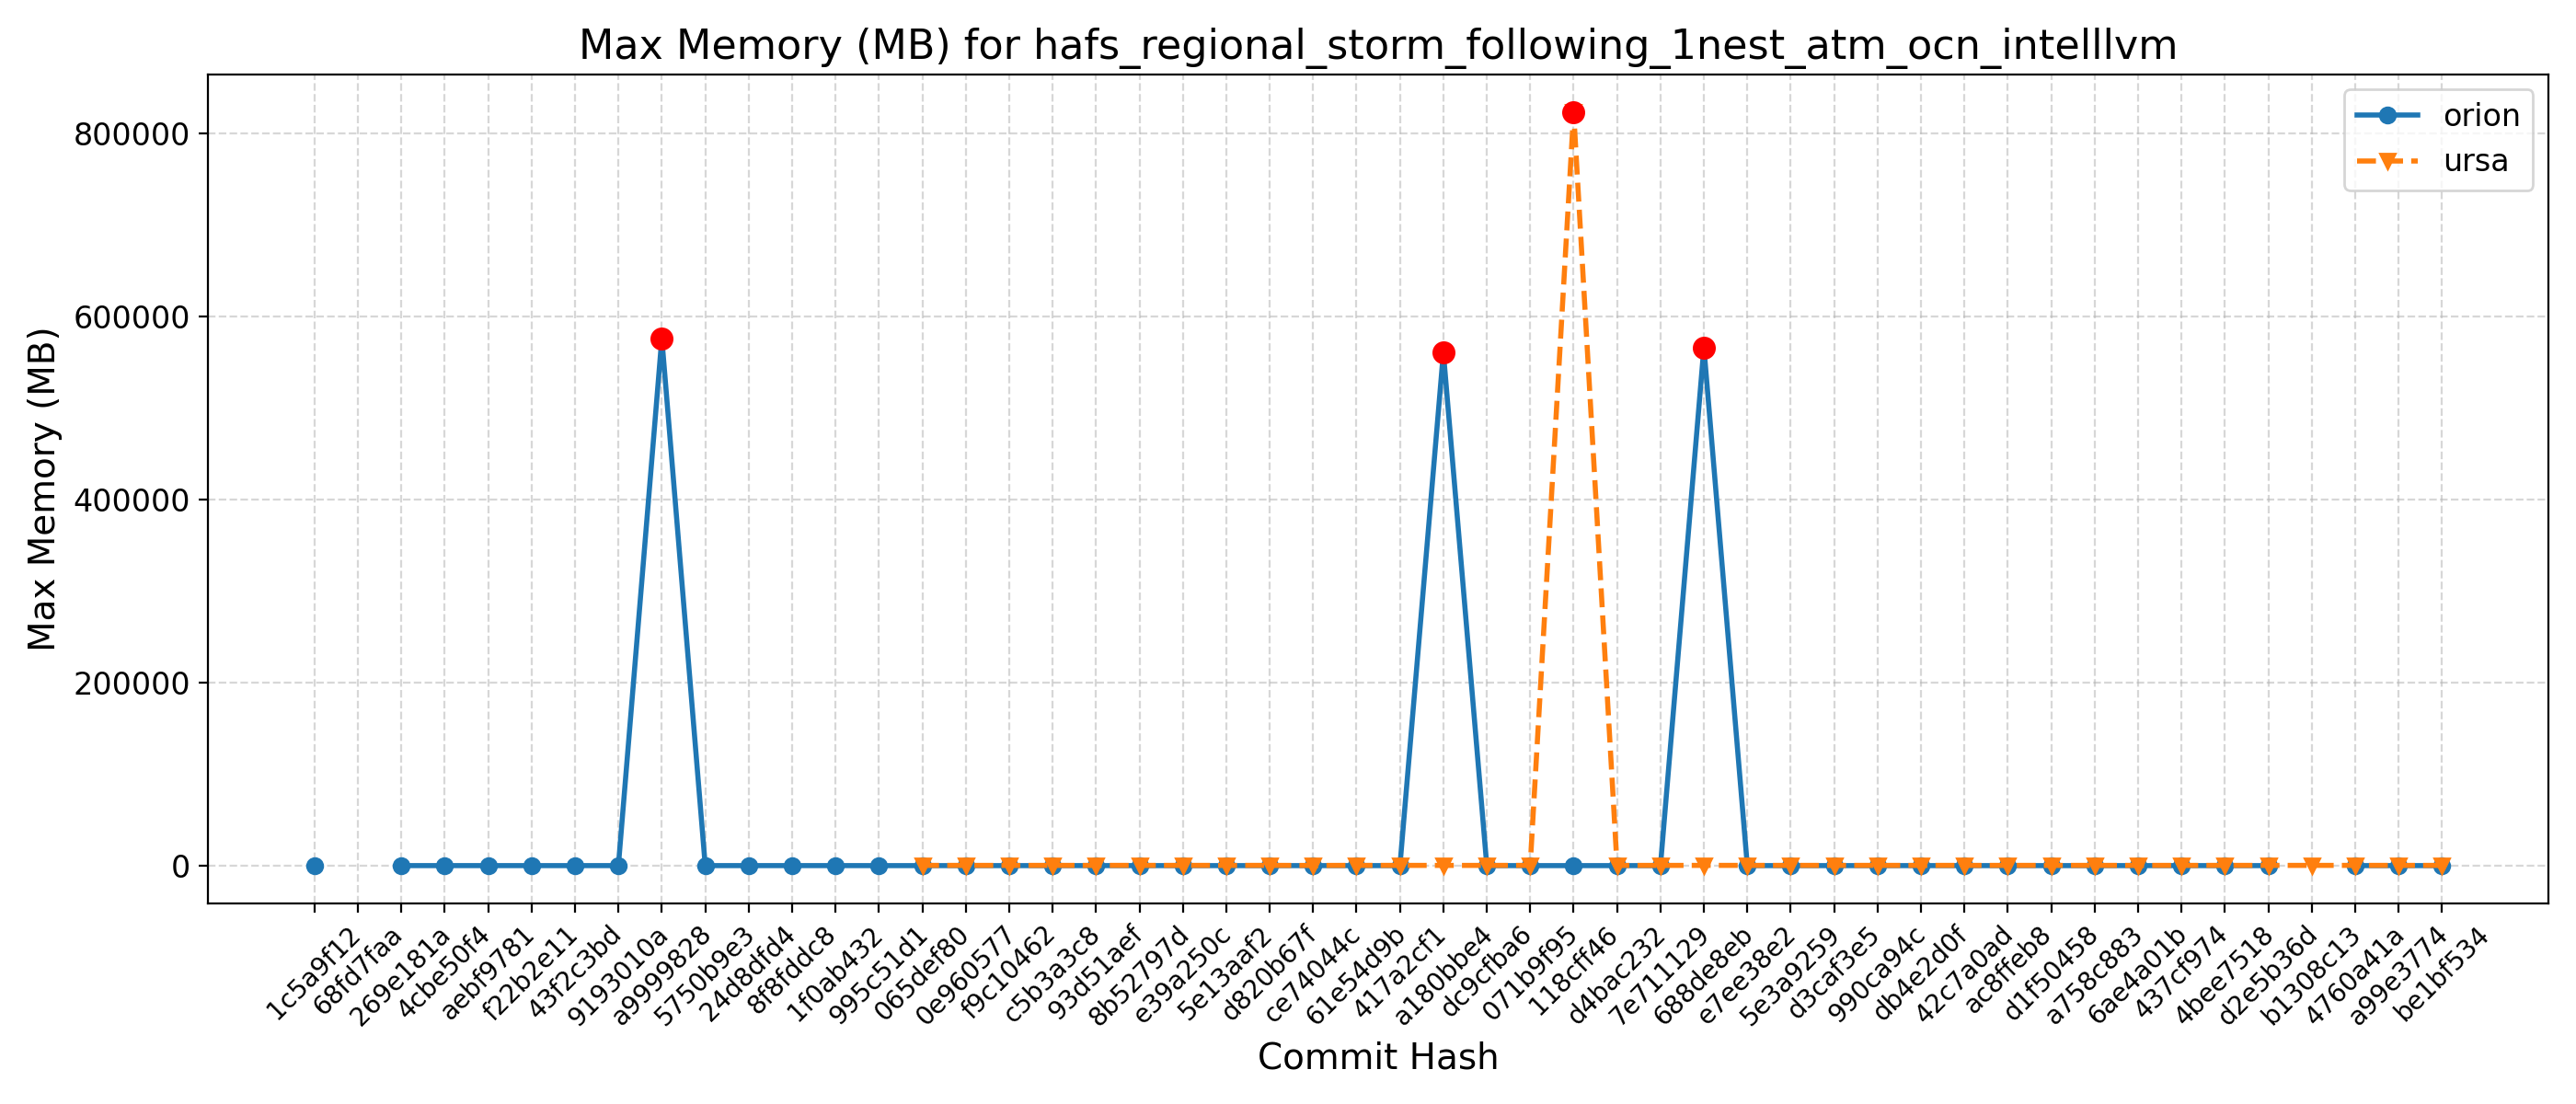 Max Memory (MB) for hafs_regional_storm_following_1nest_atm_ocn_intelllvm
orion
ursa
Max Memory (MB)
800000
600000
400000
200000
0
1c5a9f12
68fd7faa
269e181a
4cbe50f4
aebf9781
f22b2e11
43f2c3bd
9193010a
a9999828
5750b9e3
24d8dfd4
8f8fddc8
1f0ab432
995c51d1
065def80
0e960577
f9c10462
c5b3a3c8
93d51aef
8b52797d
e39a250c
5e13aaf2
d820b67f
ce74044c
61e54d9b
417a2cf1
a180bbe4
dc9cfba6
071b9f95
118cff46
d4bac232
7e711129
688de8eb
e7ee38e2
5e3a9259
d3caf3e5
990ca94c
db4e2d0f
42c7a0ad
ac8ffeb8
d1f50458
a758c883
6ae4a01b
437cf974
4bee7518
d2e5b36d
b1308c13
4760a41a
a99e3774
be1bf534
Commit Hash